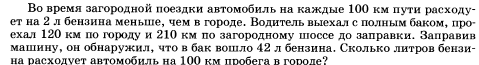 Во время загородной поездки автомобиль на каждые 100 км пути расходу-
ет на 2 л бензина меньше, чем в городе. Водитель выехал с полным баком, про-
ехал 120 км по городу и 210 км по загородному шоссе до заправки. Заправив
машину, он обнаружил, что в бак вошло 42 л бензина. Сколько литров бензи-
на расходует автомобиль на 100 км пробега в городе?